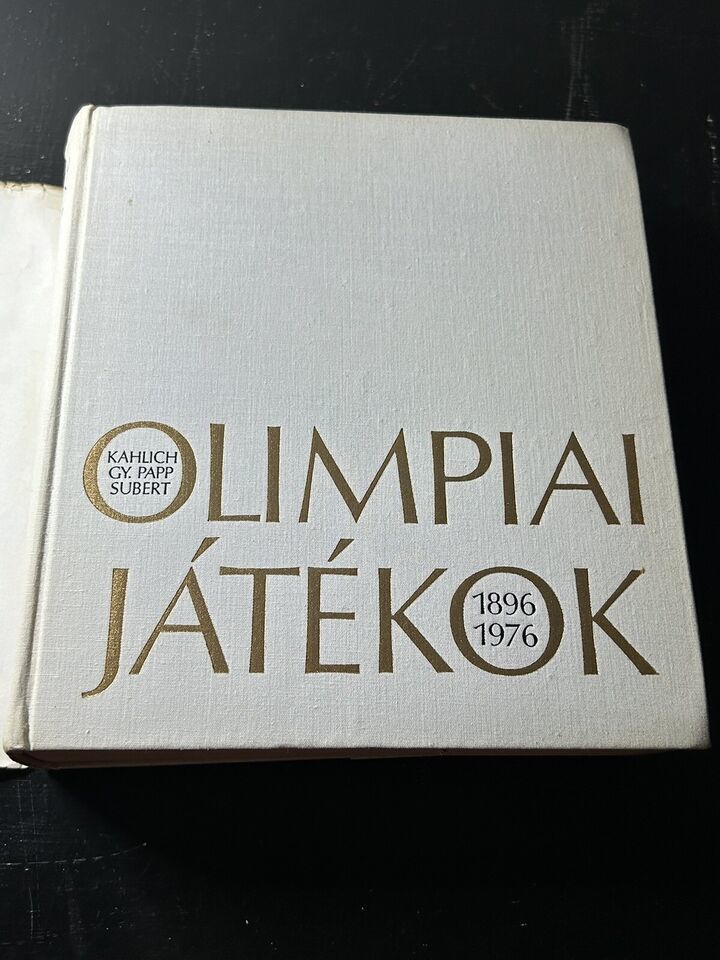 KAHLICH
GY. PAPP
SUBERT
OLIMPIAI
JÁTÉKOK
1896
1976